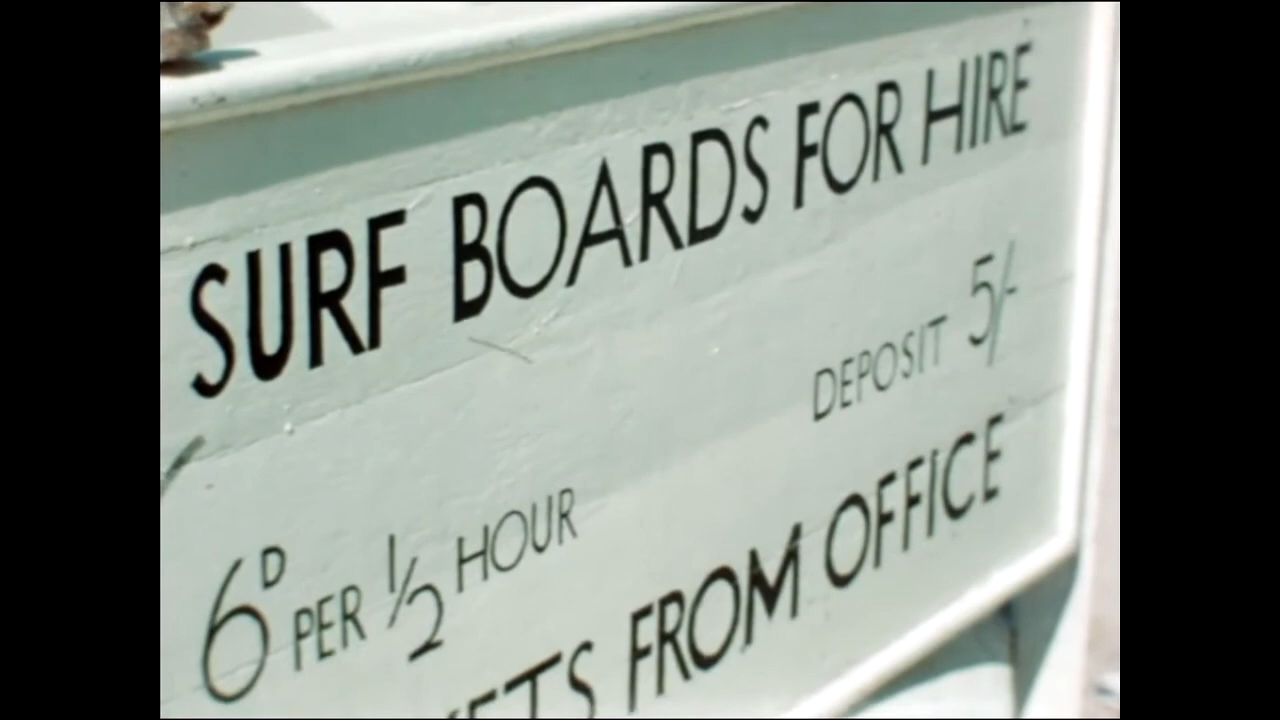 SURF BOARDS FOR HIRE
DEPOSIT 5/-
6D PER 1/2 HOUR
FROM OFFICE